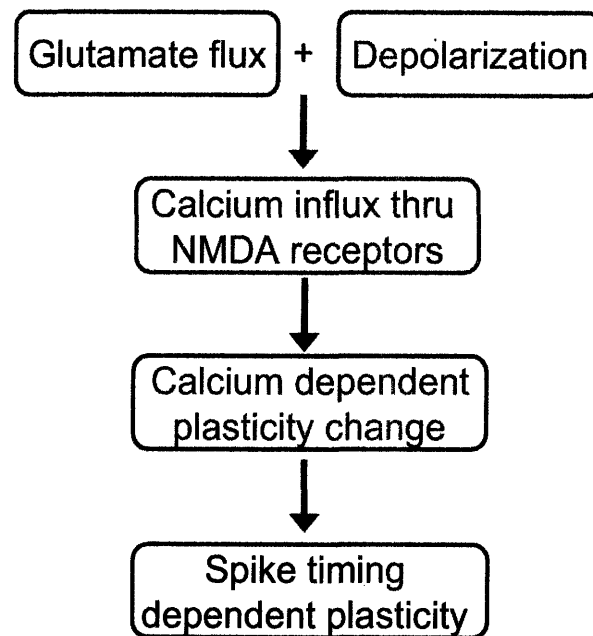 Glutamate flux + Depolarization
Calcium influx thru
NMDA receptors
Calcium dependent
plasticity change
Spike timing
dependent plasticity